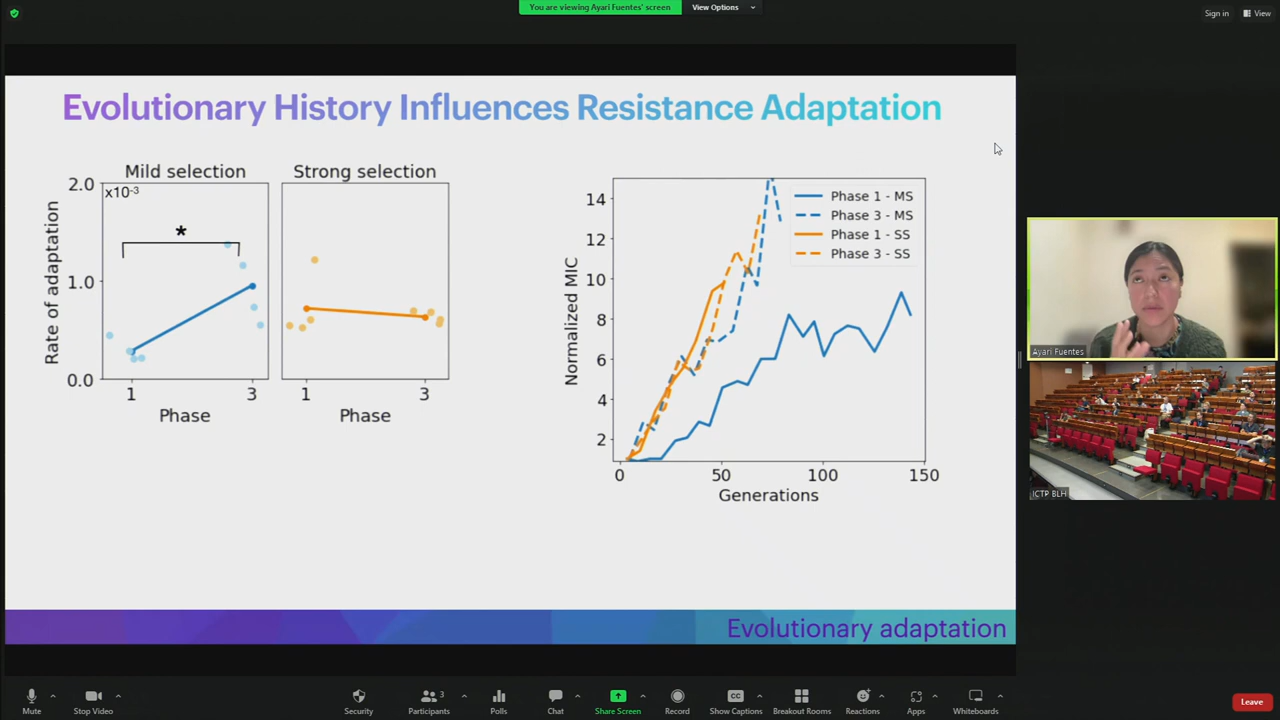 You are viewing Ayari Fuentes' screen
View Options
Sign in
View
Evolutionary History Influences Resistance Adaptation
Mild selection
Strong selection
2.0
x10-3
*
1.0
0.0
Rate of adaptation
1
3
1
3
Phase
Phase
14
12
10
8
6
4
2
Normalized MIC
Phase 1 - MS
Phase 3 - MS
Phase 1 - SS
Phase 3 - SS
0
50
100
150
Generations
Evolutionary adaptation
Ayari Fuentes
ICTP BLH
3
Mute
Stop Video
Security
Participants
Polls
Chat
Share Screen
Record
CC
Show Captions
Breakout Rooms
Reactions
Apps
Whiteboards
Leave